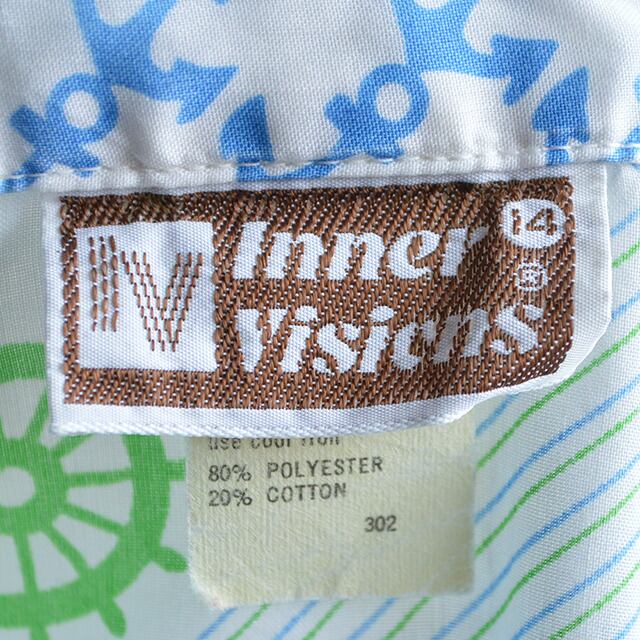 IV
Inner 14
Visions ®
use cool iron
80% POLYESTER
20% COTTON
302